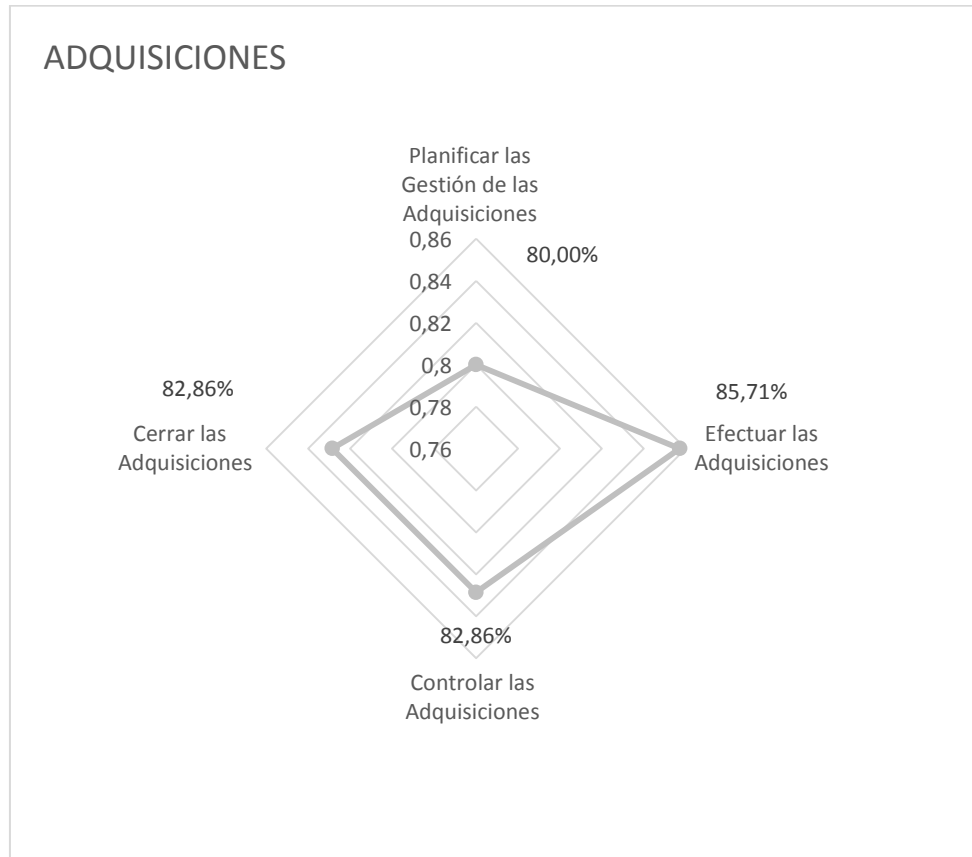 ADQUISICIONES
Planificar las
Gestión de las
Adquisiciones
0,86
80,00%
0,84
0,82
0,8
0,78
0,76
82,86%
Cerrar las
Adquisiciones
85,71%
Efectuar las
Adquisiciones
82,86%
Controlar las
Adquisiciones